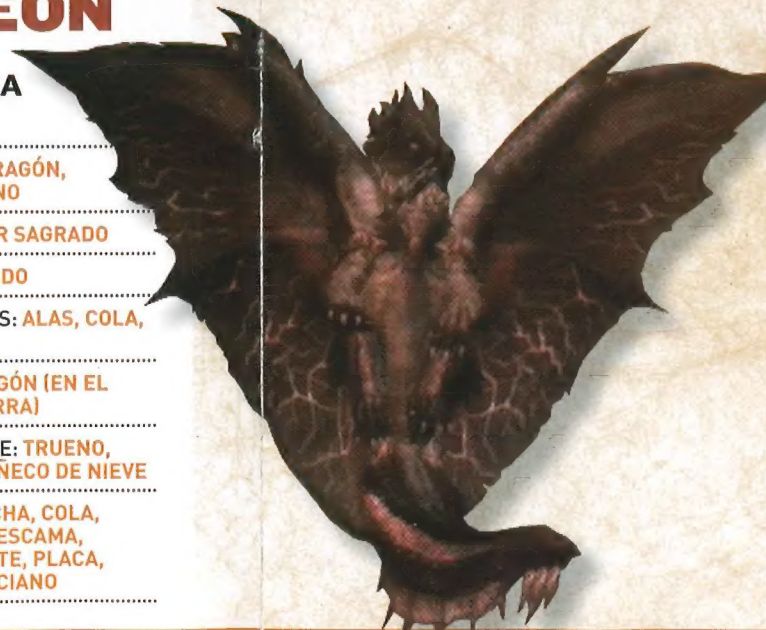 EON
A
RAGÓN,
NO
R SAGRADO
DO
S: ALAS, COLA,
GÓN (EN EL
RRA)
E: TRUENO,
ÑECO DE NIEVE
CHA, COLA,
ESCAMA,
TE, PLACA,
CIANO